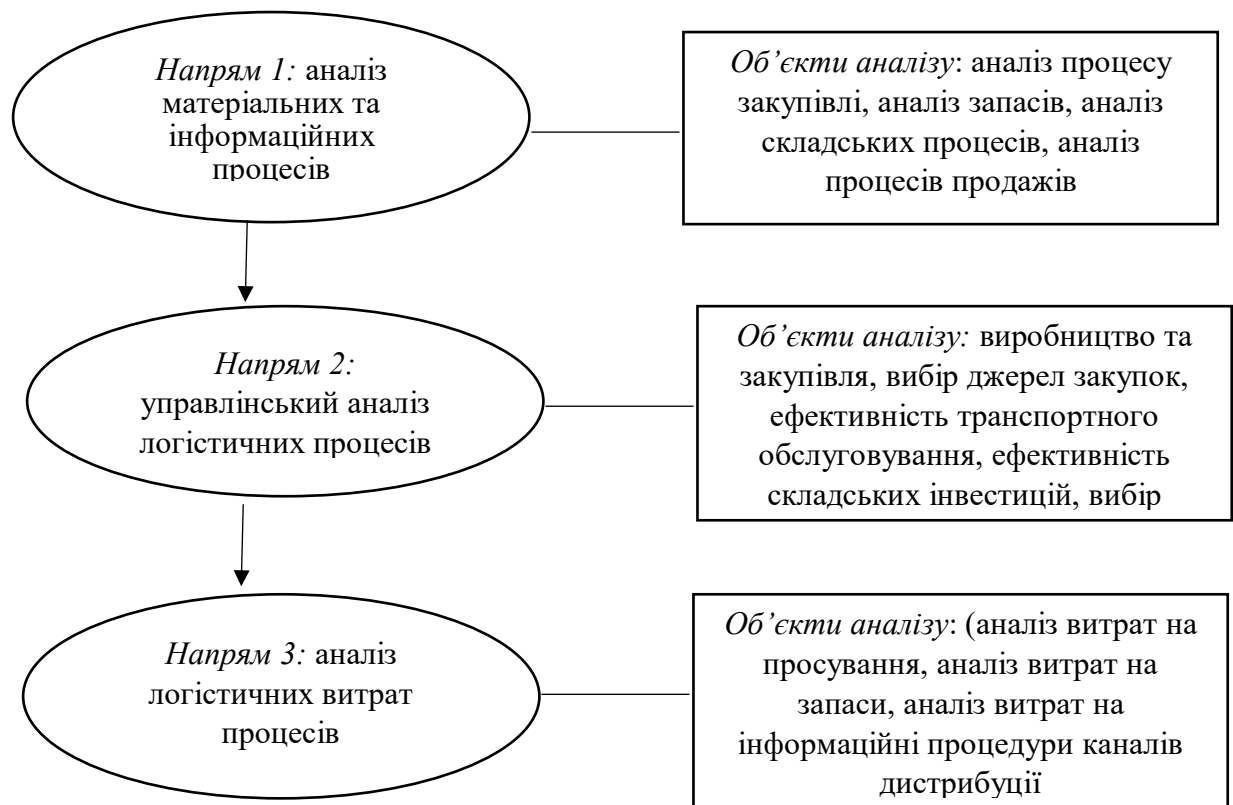 Напрям 1: аналіз
матеріальних та
інформаційних
процесів
Об’єкти аналізу: аналіз процесу
закупівлі, аналіз запасів, аналіз
складських процесів, аналіз
процесів продажів
Напрям 2:
управлінський аналіз
логістичних процесів
Об’єкти аналізу: виробництво та
закупівля, вибір джерел закупок,
ефективність транспортного
обслуговування, ефективність
складських інвестицій, вибір
Напрям 3: аналіз
логістичних витрат
процесів
Об’єкти аналізу: (аналіз витрат на
просування, аналіз витрат на
запаси, аналіз витрат на
інформаційні процедури каналів
дистрибуції